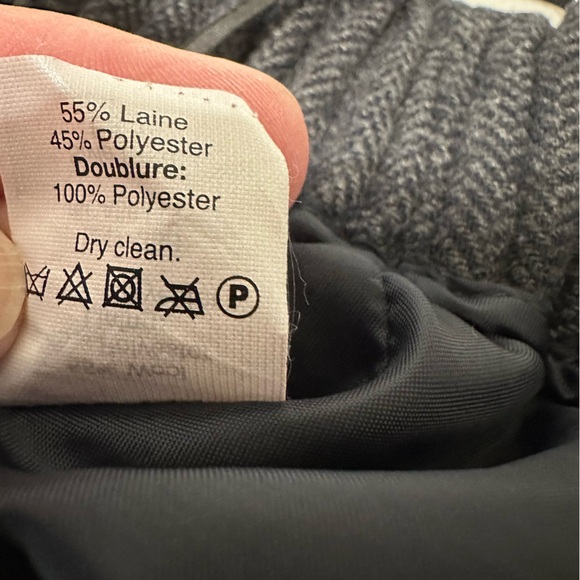 55% Laine
45% Polyester
Doublure:
100% Polyester
Dry clean.
P